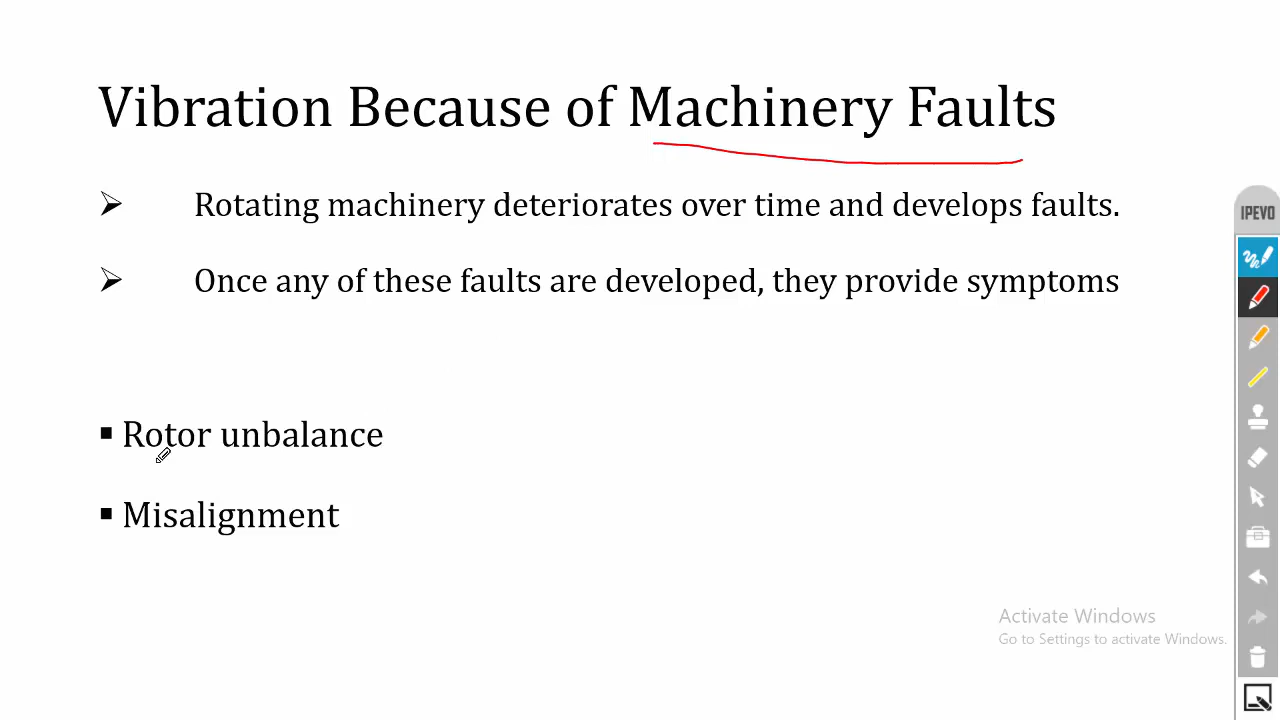 Vibration Because of Machinery Faults
Rotating machinery deteriorates over time and develops faults.
Once any of these faults are developed, they provide symptoms
Rotor unbalance
Misalignment
IPEVO
Activate Windows
Go to Settings to activate Windows.